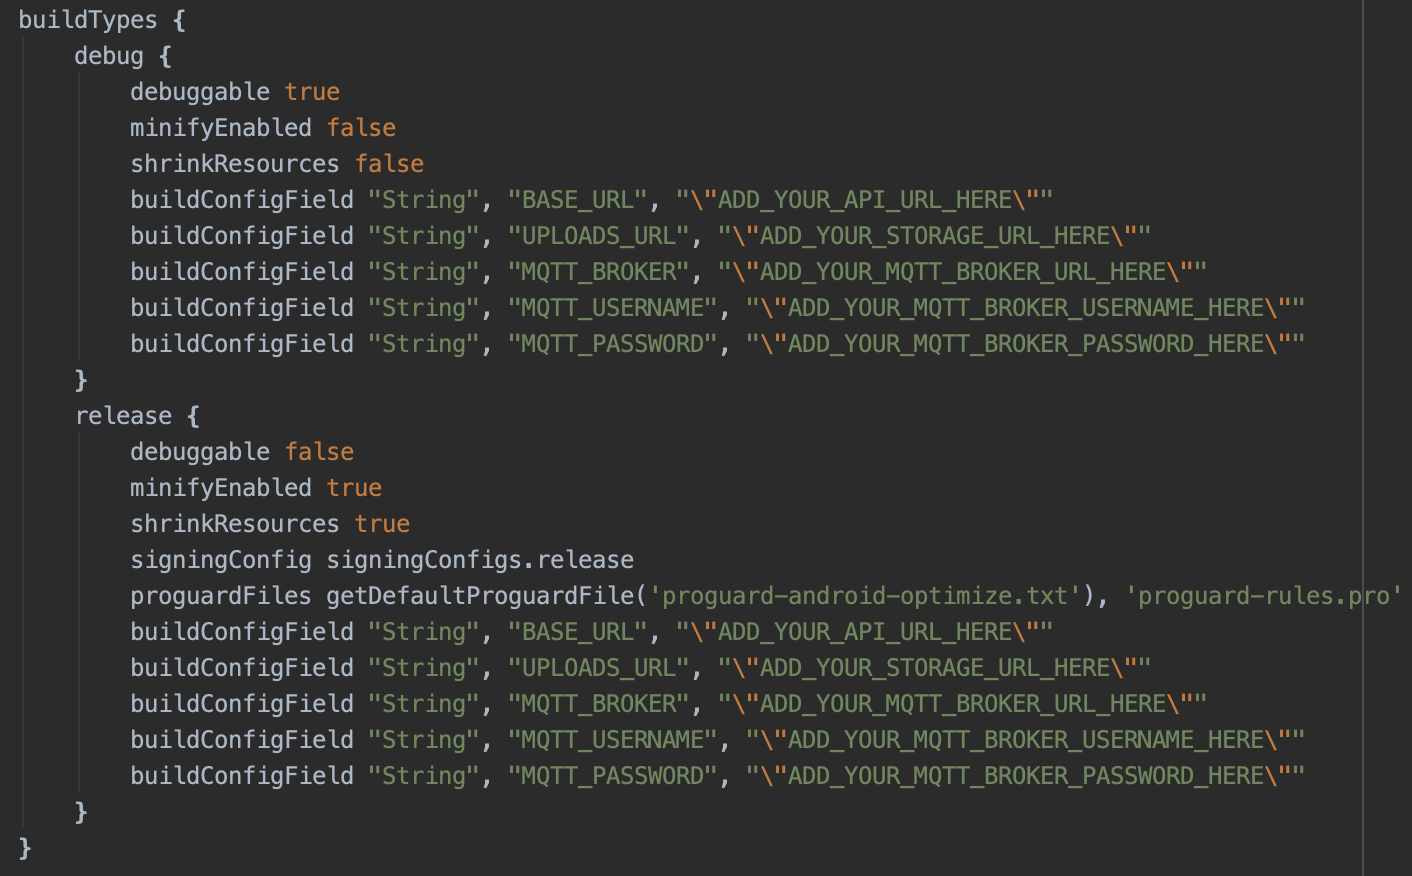 buildTypes {
debug {
debuggable true
minifyEnabled false
shrinkResources false
buildConfigField "String", "BASE_URL", "\"ADD_YOUR_API_URL_HERE\""
buildConfigField "String", "UPLOADS_URL", "\"ADD_YOUR_STORAGE_URL_HERE\""
buildConfigField "String", "MQTT_BROKER", "\"ADD_YOUR_MQTT_BROKER_URL_HERE\""
buildConfigField "String", "MQTT_USERNAME", "\"ADD_YOUR_MQTT_BROKER_USERNAME_HERE\""
buildConfigField "String", "MQTT_PASSWORD", "\"ADD_YOUR_MQTT_BROKER_PASSWORD_HERE\""
}
release {
debuggable false
minifyEnabled true
shrinkResources true
signingConfig signingConfigs.release
proguardFiles getDefaultProguardFile('proguard-android-optimize.txt'), 'proguard-rules.pro'
buildConfigField "String", "BASE_URL", "\"ADD_YOUR_API_URL_HERE\""
buildConfigField "String", "UPLOADS_URL", "\"ADD_YOUR_STORAGE_URL_HERE\""
buildConfigField "String", "MQTT_BROKER", "\"ADD_YOUR_MQTT_BROKER_URL_HERE\""
buildConfigField "String", "MQTT_USERNAME", "\"ADD_YOUR_MQTT_BROKER_USERNAME_HERE\""
buildConfigField "String", "MQTT_PASSWORD", "\"ADD_YOUR_MQTT_BROKER_PASSWORD_HERE\""
}
}